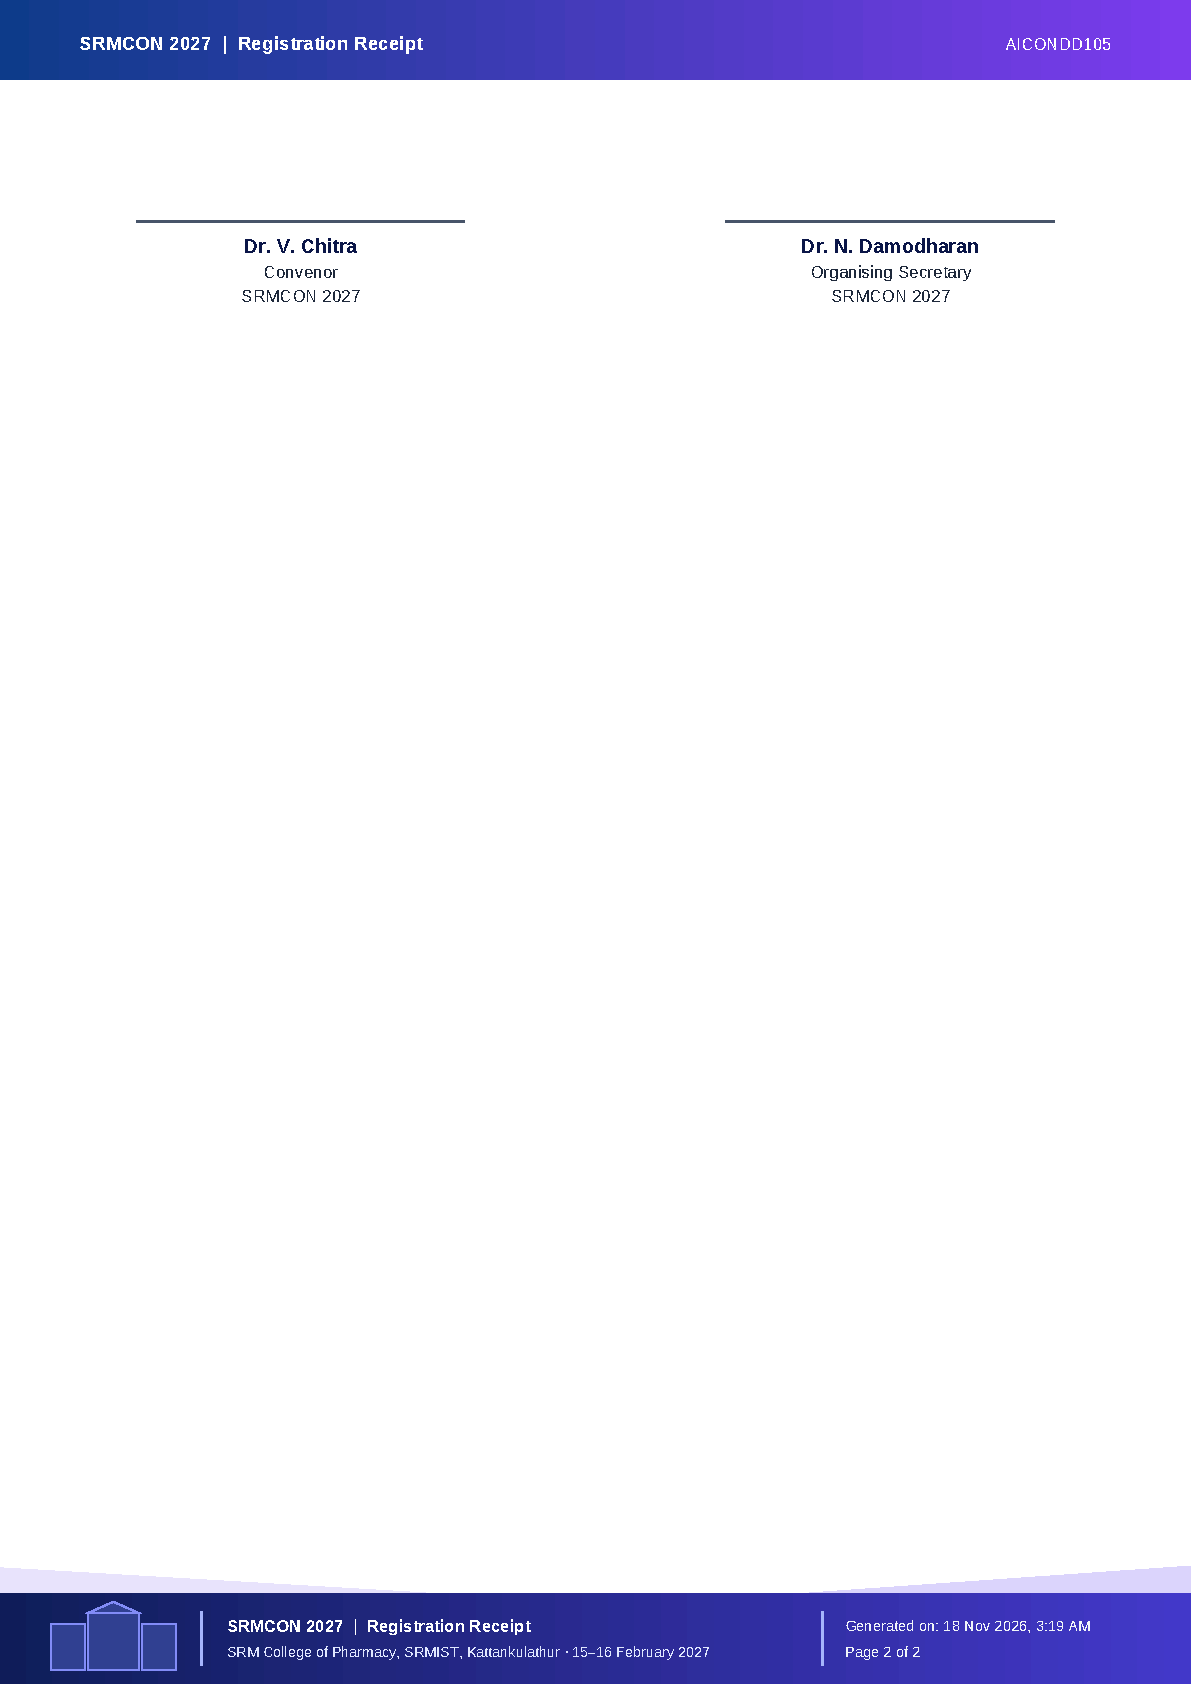 SRMCON 2027 | Registration Receipt
AICONDD105
Dr. V. Chitra
Convenor
SRMCON 2027
Dr. N. Damodharan
Organising Secretary
SRMCON 2027
SRMCON 2027 | Registration Receipt
SRM College of Pharmacy, SRMIST, Kattankulathur · 15–16 February 2027
Generated on: 18 Nov 2026, 3:19 AM
Page 2 of 2